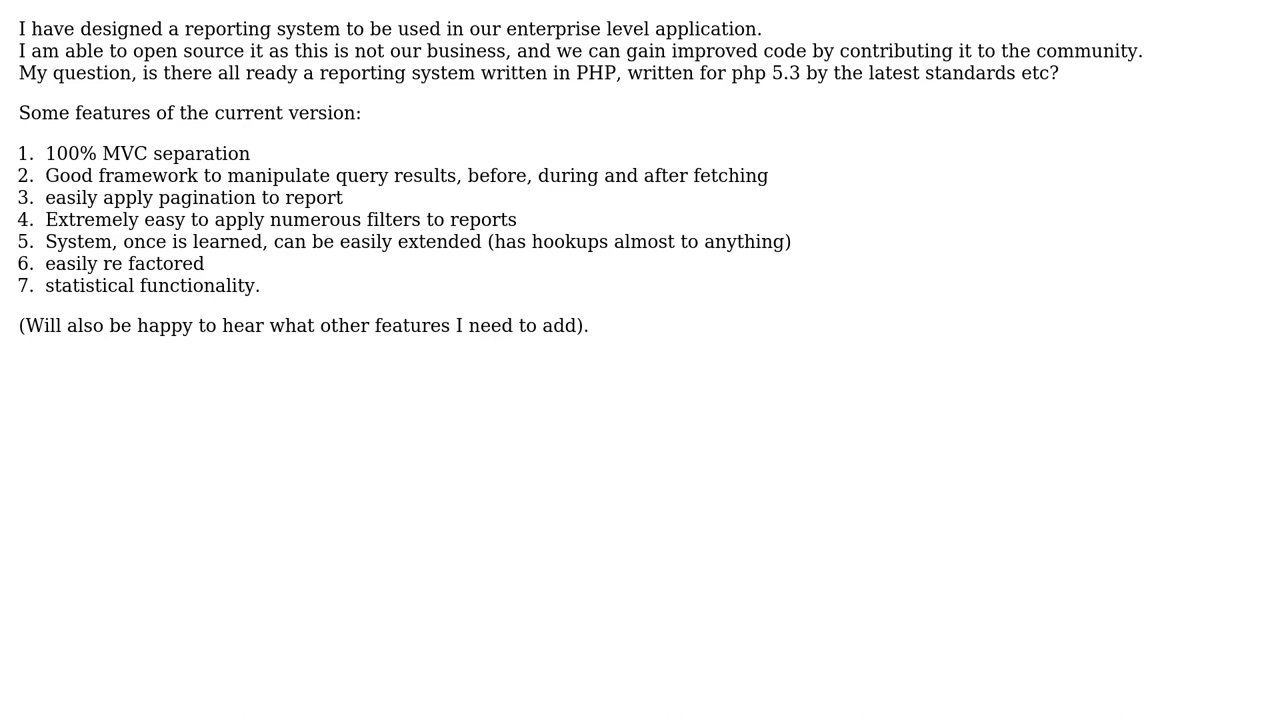 I have designed a reporting system to be used in our enterprise level application.
I am able to open source it as this is not our business, and we can gain improved code by contributing it to the community.
My question, is there all ready a reporting system written in PHP, written for php 5.3 by the latest standards etc?
Some features of the current version:
1. 100% MVC separation
2. Good framework to manipulate query results, before, during and after fetching
3. easily apply pagination to report
4. Extremely easy to apply numerous filters to reports
5. System, once is learned, can be easily extended (has hookups almost to anything)
6. easily re factored
7. statistical functionality.
(Will also be happy to hear what other features I need to add).